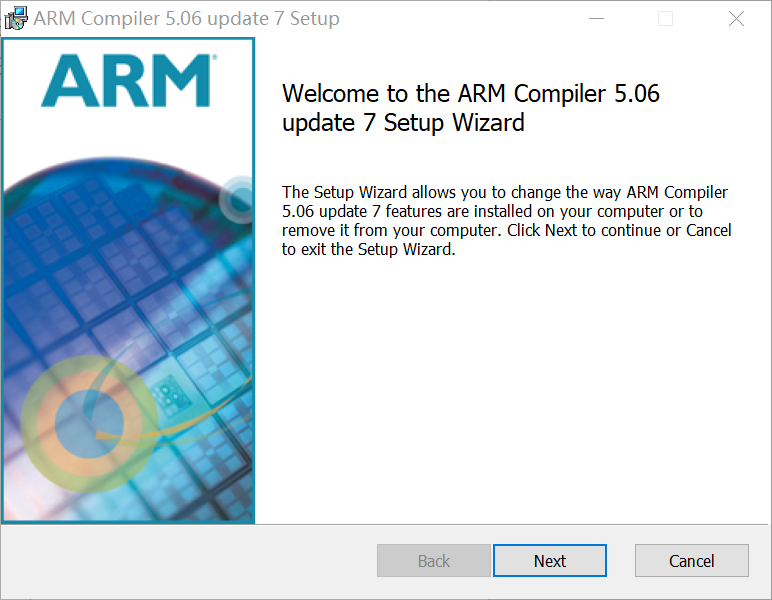 ARM Compiler 5.06 update 7 Setup
ARM®
Welcome to the ARM Compiler 5.06
update 7 Setup Wizard
The Setup Wizard allows you to change the way ARM Compiler
5.06 update 7 features are installed on your computer or to
remove it from your computer. Click Next to continue or Cancel
to exit the Setup Wizard.
Back
Next
Cancel